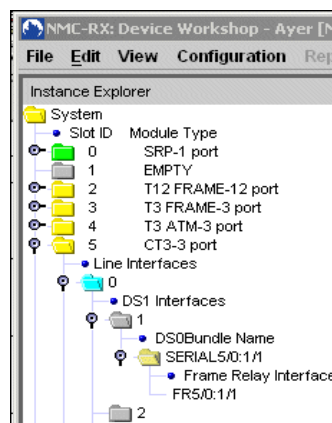 NMC-RX: Device Workshop - Ayer [N
File Edit View Configuration Rep
Instance Explorer
System
Slot ID Module Type
0 SRP-1 port
1 EMPTY
2 T12 FRAME-12 port
3 T3 FRAME-3 port
4 T3 ATM-3 port
5 CT3-3 port
Line Interfaces
0
DS1 Interfaces
1
DS0Bundle Name
SERIAL5/0:1/1
Frame Relay Interface
FR5/0:1/1
2